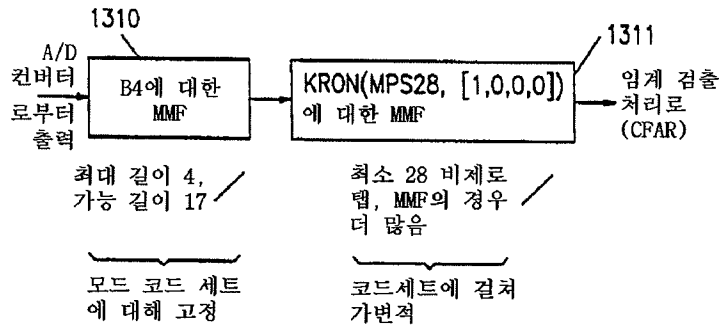 1310
A/D
컨버터
로부터
출력
B4에 대한
MMF
1311
KRON(MPS28, [1,0,0,0])
에 대한 MMF
임계 검출
처리로
(CFAR)
최대 길이 4,
가능 길이 17
최소 28 비제로
탭, MMF의 경우
더 많음
모드 코드 세트
에 대해 고정
코드세트에 걸쳐
가변적